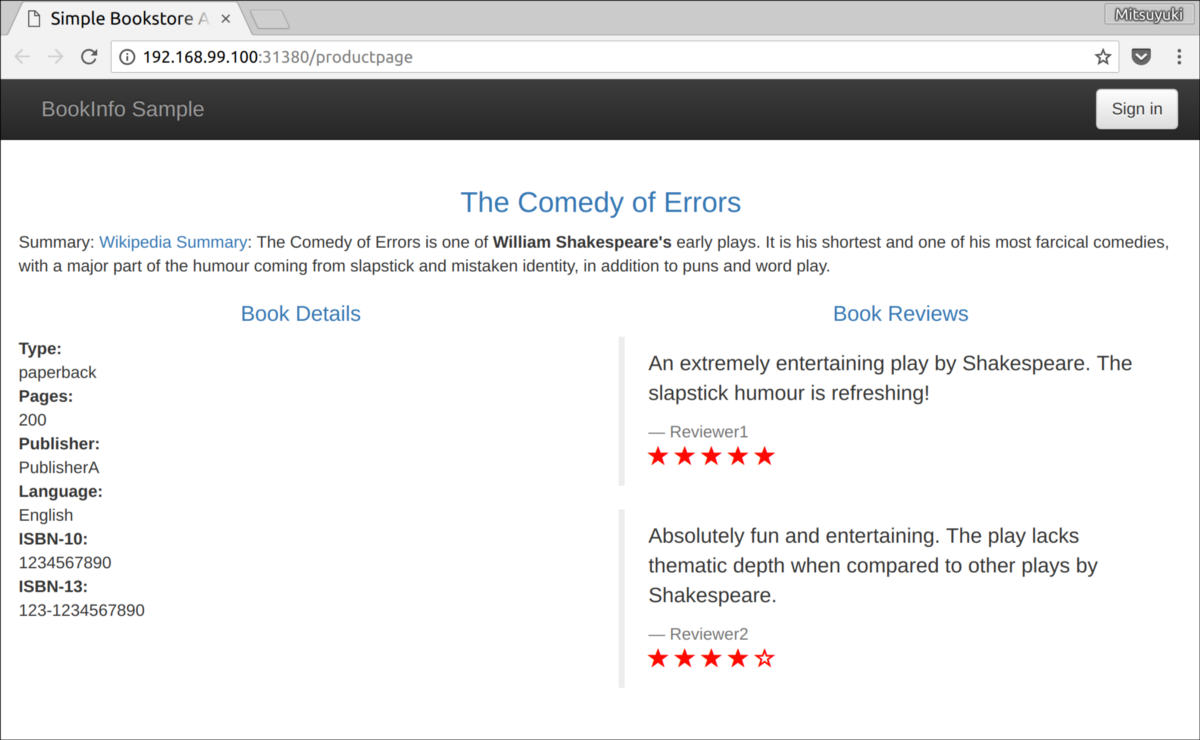 Simple Bookstore A
Mitsuyuki
192.168.99.100:31380/productpage
BookInfo Sample
Sign in
The Comedy of Errors
Summary: Wikipedia Summary: The Comedy of Errors is one of William Shakespeare's early plays. It is his shortest and one of his most farcical comedies,
with a major part of the humour coming from slapstick and mistaken identity, in addition to puns and word play.
Book Details
Type:
paperback
Pages:
200
Publisher:
PublisherA
Language:
English
ISBN-10:
1234567890
ISBN-13:
123-1234567890
Book Reviews
An extremely entertaining play by Shakespeare. The
slapstick humour is refreshing!
— Reviewer1
Absolutely fun and entertaining. The play lacks
thematic depth when compared to other plays by
Shakespeare.
— Reviewer2